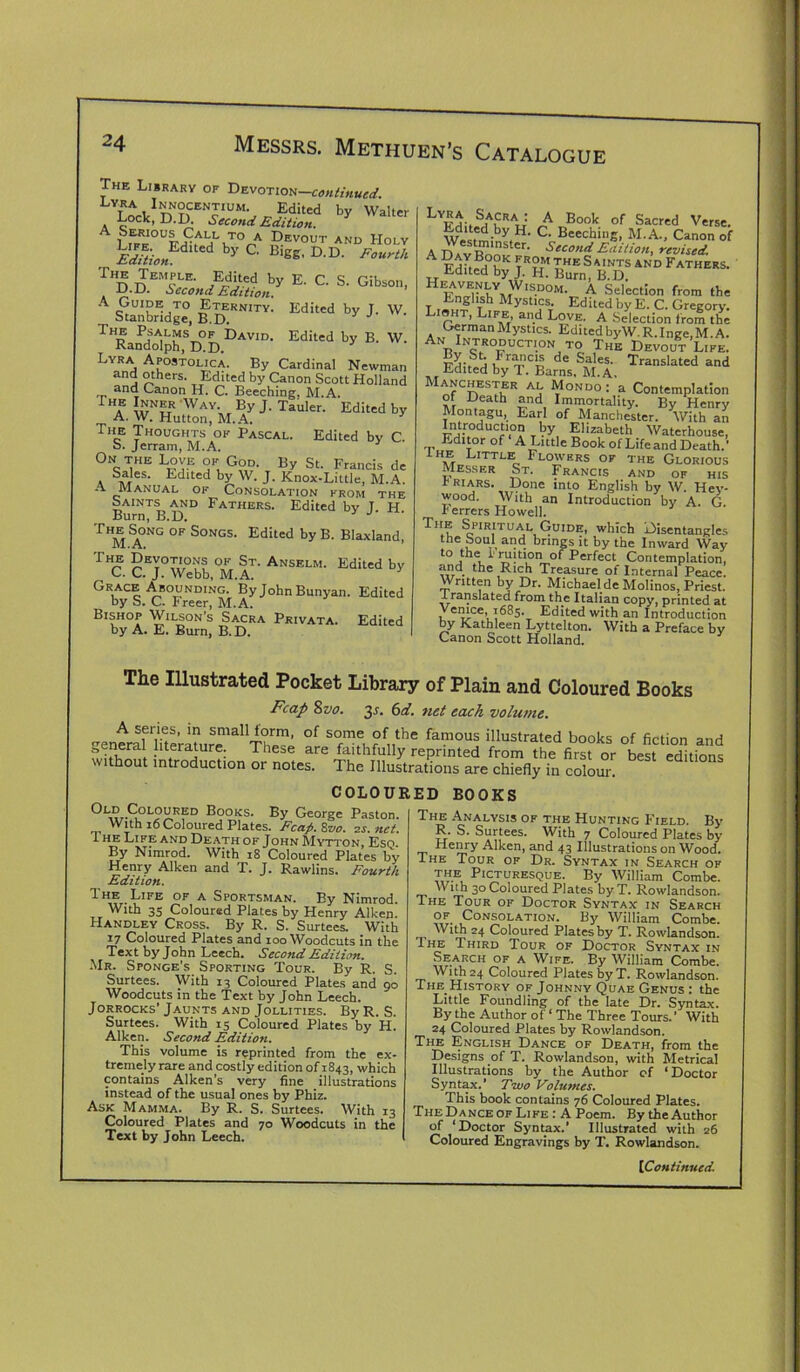 24 MESSRS. METHUEN'S CATALOGUE
THE LIBRARY OF DEVOTION—continued.
LYRA INNOCENTIUM. Edited by Walter
Lock, D.D. Second Edition.
A SERIOUS CALL TO A DEVOUT AND HOLY
LIFE. Edited by C. Bigg, D.D. Fourth
Edition.
THE TEMPLE. Edited by E. C. S. Gibson,
D.D. Second Edition.
A GUIDE TO ETERNITY. Edited by J. W.
Stanbridge, B.D.
THE PSALMS OF DAVID. Edited by B. W.
Randolph, D.D.
LYRA APOSTOLICA. By Cardinal Newman
and others. Edited by Canon Scott Holland
and Canon H. C. Beeching, M.A.
THE INNER WAY. By J. Tauler. Edited by
A. W. Hutton, M.A.
THE THOUGHTS OF PASCAL. Edited by C.
S. Jerram, M.A.
ON THE LOVE OF GOD. By St. Francis de
Sales. Edited by W. J. Knox-Little, M.A.
A MANUAL OF CONSOLATION FROM THE
SAINTS AND FATHERS. Edited by J. H.
Burn, B.D.
THE SONG OF SONGS. Edited by B. Blaxland,
M.A.
THE DEVOTIONS OF ST. ANSELM. Edited by
C. C. J. Webb, M.A.
GRACE ABOUNDING. By John Bunyan. Edited
by S. C. Freer, M.A.
BISHOP WILSON'S SACRA PRIVATA. Edited
by A. E. Burn, B.D.
LYRA SACRA: A Book of Sacred Verse.
Edited by H. C. Beeching, M.A., Canon of
Westminster. Second Edition, revised.
A DAY BOOK FROM THE SAINTS AND FATHERS.
Edited by J. H. Burn, B.D.
HEAVENLY WISDOM. A Selection from the
English Mystics. Edited by E. C. Gregory.
LIGHT, LIFE, and LOVE. A Selection from the
German Mystics. Edited by W. R. Inge, M.A.
AN INTRODUCTION TO THE DEVOUT LIFE.
By St. Francis de Sales. Translated and
Edited by T. Barns, M.A.
MANCHESTER AL MONDO: a Contemplation
of Death and Immortality. By Henry
Montagu, Earl of Manchester. With an
Introduction by Elizabeth Waterhouse,
Editor of 'A Little Book of Life and Death.'
THE LITTLE FLOWERS OF THE GLORIOUS
MESSER ST. FRANCIS AND OF HIS
FRIARS. Done into English by W. Hey-
wood. With an Introduction by A. G.
Ferrers Howell.
THE SPIRITUAL GUIDE, which Disentangles
the Soul and brings it by the Inward Way
to the Fruition of Perfect Contemplation,
and the Rich Treasure of Internal Peace.
Written by Dr. Michael de Molinos, Priest.
Translated from the Italian copy, printed at
Venice, 1685. Edited with an Introduction
by Kathleen Lyttelton. With a Preface by
Canon Scott Holland.
The Illustrated Pocket Library of Plain and Coloured Books
Fcap 8vo. 3s. 6d. net each volume.
A series, in small form, of some of the famous illustrated books of fiction and
general literature. These are faithfully reprinted from the first or best editions
without introduction or notes. The Illustrations are chiefly in colour.
COLOURED BOOKS
OLD COLOURED BOOKS. By George Paston.
With 16 Coloured Plates. Fcap. 8vo. 2s. net.
THE LIFE AND DEATH OF JOHN MYTTON, ESQ.
By Nimrod. With 18 Coloured Plates by
Henry Alken and T. J. Rawlins. Fourth
Edition.
THE LIFE OF A SPORTSMAN. By Nimrod.
With 35 Coloured Plates by Henry Alken.
HANDLEY CROSS. By R. S. Surtees. With
17 Coloured Plates and 100 Woodcuts in the
Text by John Leech. Second Edition.
MR. SPONGE'S SPORTING TOUR. By R. S.
Surtees. With 13 Coloured Plates and 90
Woodcuts in the Text by John Leech.
JORROCKS' JAUNTS AND JOLLITIES. By R. S.
Surtees. With 15 Coloured Plates by H.
Alken. Second Edition.
This volume is reprinted from the ex-
tremely rare and costly edition of 1843, which
contains Alken's very fine illustrations
instead of the usual ones by Phiz.
ASK MAMMA. By R. S. Surtees. With 13
Coloured Plates and 70 Woodcuts in the
Text by John Leech.
THE ANALYSIS OF THE HUNTING FIELD. By
R. S. Surtees. With 7 Coloured Plates by
Henry Alken, and 43 Illustrations on Wood.
THE TOUR OF DR. SYNTAX IN SEARCH OF
THE PICTURESQUE. By William Combe.
With 30 Coloured Plates by T. Rowlandson.
THE TOUR OF DOCTOR SYNTAX IN SEARCH
OF CONSOLATION. By William Combe.
With 24 Coloured Plates by T. Rowlandson.
THE THIRD TOUR OF DOCTOR SYNTAX IN
SEARCH OF A WIFE. By William Combe.
With 24 Coloured Plates by T. Rowlandson.
THE HISTORY OF JOHNNY QUAE GENUS: the
Little Foundling of the late Dr. Syntax.
By the Author of 'The Three Tours.' With
24 Coloured Plates by Rowlandson.
THE ENGLISH DANCE OF DEATH, from the
Designs of T. Rowlandson, with Metrical
Illustrations by the Author of 'Doctor
Syntax.' Two Volumes.
This book contains 76 Coloured Plates.
THE DANCE OF LIFE: A Poem. By the Author
of 'Doctor Syntax.' Illustrated with 26
Coloured Engravings by T. Rowlandson.
[Continued.